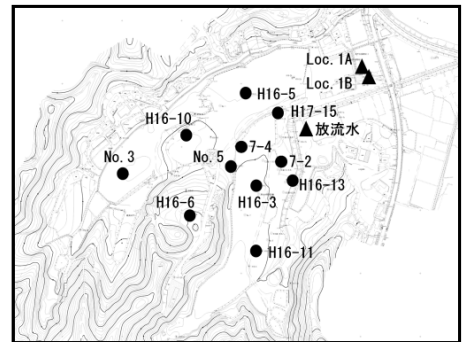 Loc. 1A
Loc. 1B
H16-5
H17-15
放流水
H16-10
7-4
No. 3
No. 5
7-2
H16-13
H16-3
H16-6
H16-11